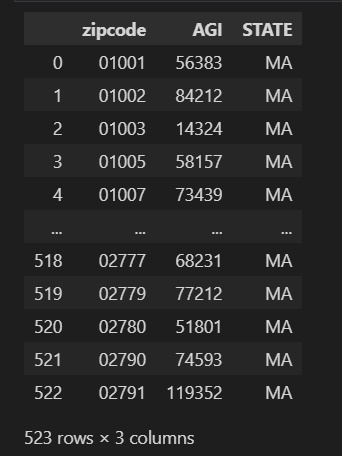 zipcode AGI STATE
0 01001 56383 MA
1 01002 84212 MA
2 01003 14324 MA
3 01005 58157 MA
4 01007 73439 MA
... ... ... ...
518 02777 68231 MA
519 02779 77212 MA
520 02780 51801 MA
521 02790 74593 MA
522 02791 119352 MA
523 rows × 3 columns